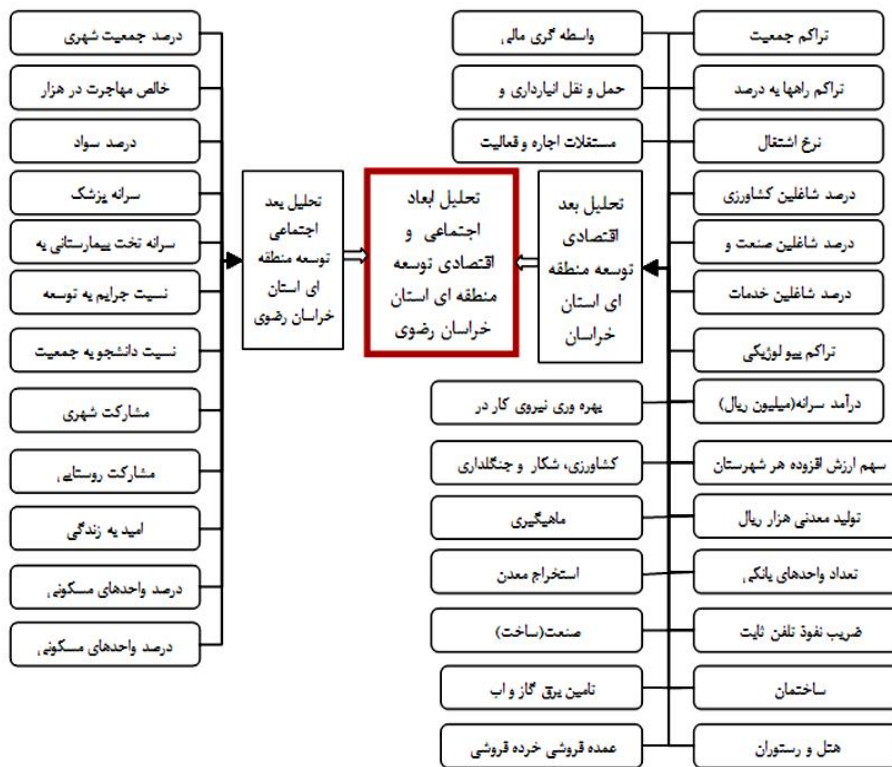 تراکم جمعیت
تراکم راهها به درصد
نرخ اشتغال
درصد شاغلین کشاورزی
درصد شاغلین صنعت و
درصد شاغلین خدمات
تراکم بیولوژیکی
درآمد سرانه(میلیون ریال)
سهم ارزش افزوده هر شهرستان
تولید معدنی هزار ریال
تعداد واحدهای بانکی
ضریب نفوذ تلفن ثابت
ساختمان
هتل و رستوران
واسطه گری مالی
حمل و نقل انبارداری و
مستغلات اجاره و فعالیت
بهره وری نیروی کار در
کشاورزی، شکار و جنگلداری
ماهیگیری
استخراج معدن
صنعت(ساخت)
تامین برق گاز و اب
عمده فروشی خرده فروشی
تحلیل بعد
اقتصادی
توسعه منطقه
ای استان
خراسان
تحلیل ابعاد
اجتماعی و
اقتصادی توسعه
منطقه ای استان
خراسان رضوی
تحلیل بعد
اجتماعی
توسعه منطقه
ای استان
خراسان رضوی
درصد جمعیت شهری
خالص مهاجرت در هزار
درصد سواد
سرانه پزشک
سرانه تخت بیمارستانی به
نسبت جرایم به توسعه
نسبت دانشجو به جمعیت
مشارکت شهری
مشارکت روستایی
امید به زندگی
درصد واحدهای مسکونی
درصد واحدهای مسکونی